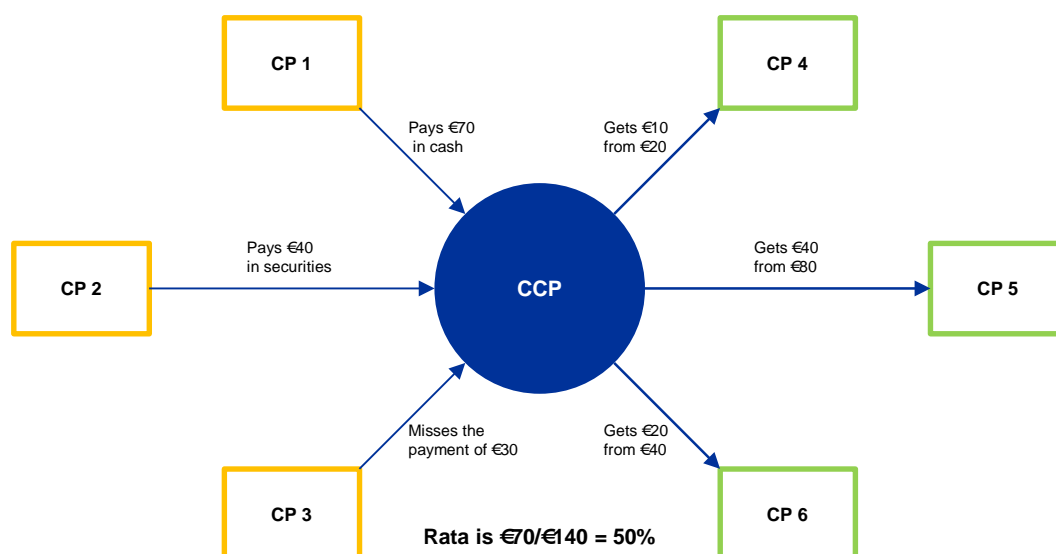 CP 1
CP 4
Pays €70
in cash
Gets €10
from €20
Pays €40
in securities
Gets €40
from €80
CP 2
CCP
CP 5
Misses the
payment of €30
Gets €20
from €40
CP 3
CP 6
Rata is €70/€140 = 50%